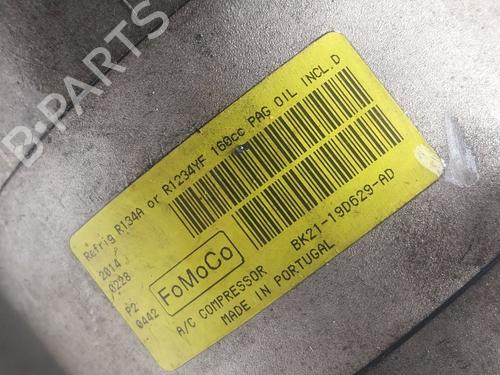 Refrig R134A or R1234YF 160cc PAG OIL INCL.D
2014
0228
P2
0442
FoMoCo
BK21-19D629-AD
A/C COMPRESSOR
MADE IN PORTUGAL
B-PARTS